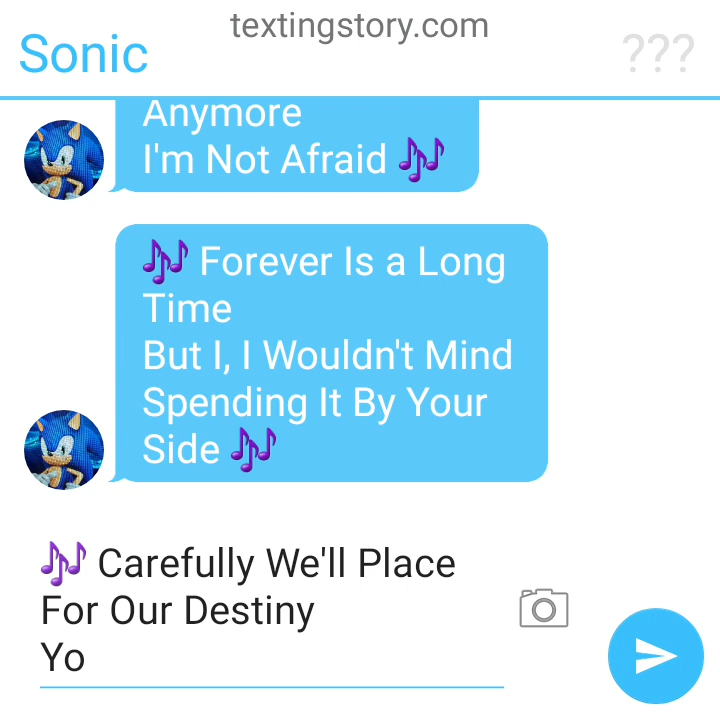 textingstory.com
Sonic
???
Anymore
I'm Not Afraid 🎶
🎶 Forever Is a Long
Time
But I, I Wouldn't Mind
Spending It By Your
Side 🎶
🎶 Carefully We'll Place
For Our Destiny
Yo